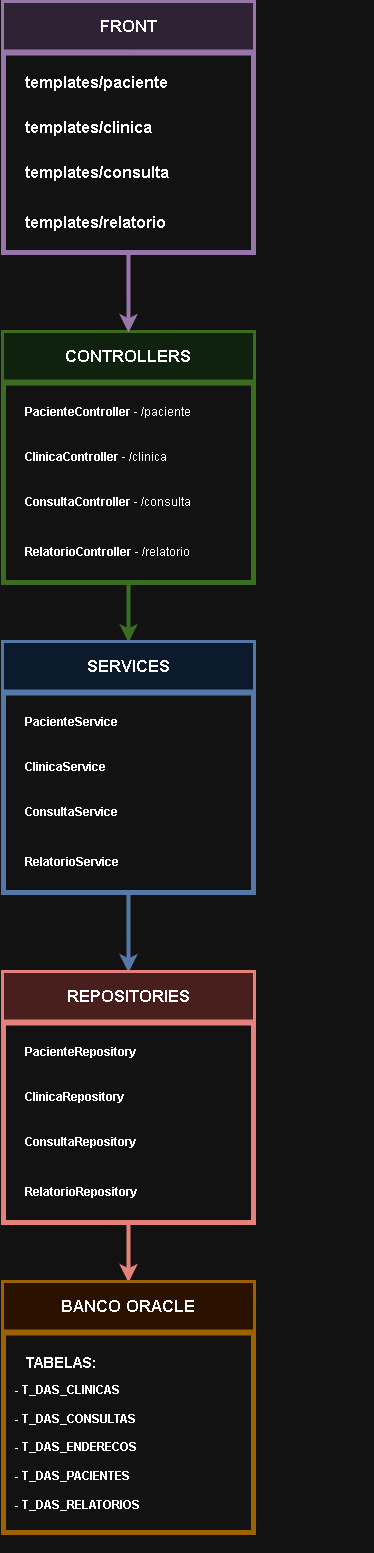 FRONT
templates/paciente
templates/clinica
templates/consulta
templates/relatorio
CONTROLLERS
PacienteController - /paciente
ClinicaController - /clinica
ConsultaController - /consulta
RelatorioController - /relatorio
SERVICES
PacienteService
ClinicaService
ConsultaService
RelatorioService
REPOSITORIES
PacienteRepository
ClinicaRepository
ConsultaRepository
RelatorioRepository
BANCO ORACLE
TABELAS:
- T_DAS_CLINICAS
- T_DAS_CONSULTAS
- T_DAS_ENDERECOS
- T_DAS_PACIENTES
- T_DAS_RELATORIOS